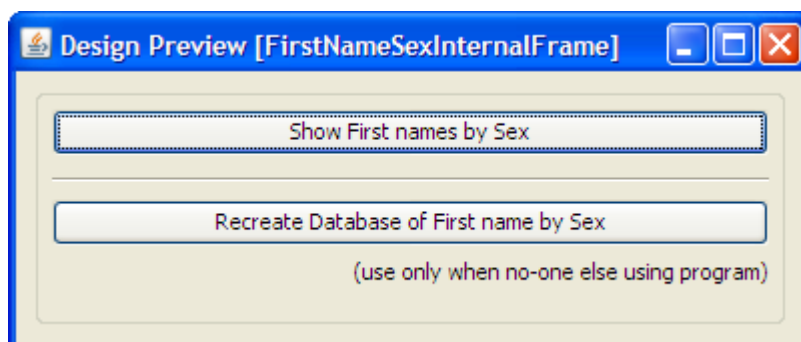 Design Preview [FirstNameSexInternalFrame]
Show First names by Sex
Recreate Database of First name by Sex
(use only when no-one else using program)